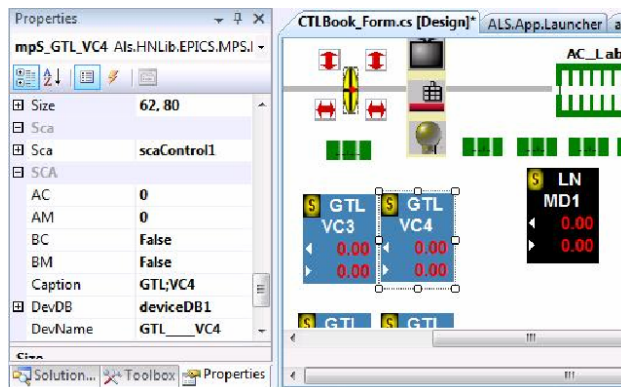 Properties
mpS_GTL_VC4 Als.HNLib.EPICS.MPS.
Size 62, 80
Sca
Sca scaControl1
SCA
AC 0
AM 0
BC False
BM False
Caption GTL;VC4
DevDB deviceDB1
DevName GTL____VC4
Size
Solution... Toolbox Properties
CTLBook_Form.cs [Design]* ALS.App.Launcher a
AC_Lab
S GTL
VC3
0.00
0.00
S GTL
VC4
0.00
0.00
S LN
MD1
0.00
0.00
S GTL S GTL